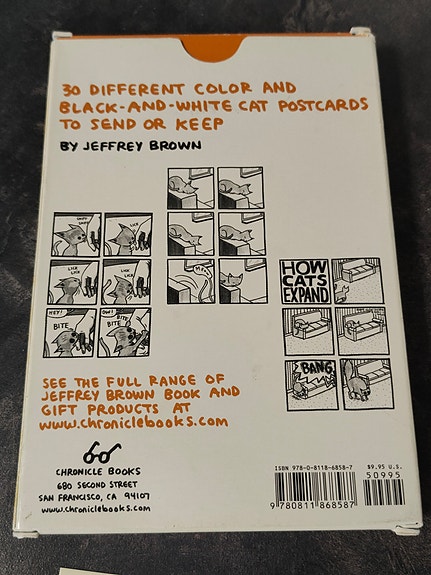 30 DIFFERENT COLOR AND
BLACK-AND-WHITE CAT POSTCARDS
TO SEND OR KEEP
BY JEFFREY BROWN
LICK
LICK
LICK
LICK
LICK
HEY!
BITE
OW!
BITE
BITE
HOW
CATS
EXPAND
BANG
SEE THE FULL RANGE OF
JEFFREY BROWN BOOK AND
GIFT PRODUCTS AT
www.chroniclebooks.com
CHRONICLE BOOKS
680 SECOND STREET
SAN FRANCISCO, CA 94107
www.chroniclebooks.com
ISBN 978-0-8118-6858-7
$9.95 U.S.
50995
9 780811 868587